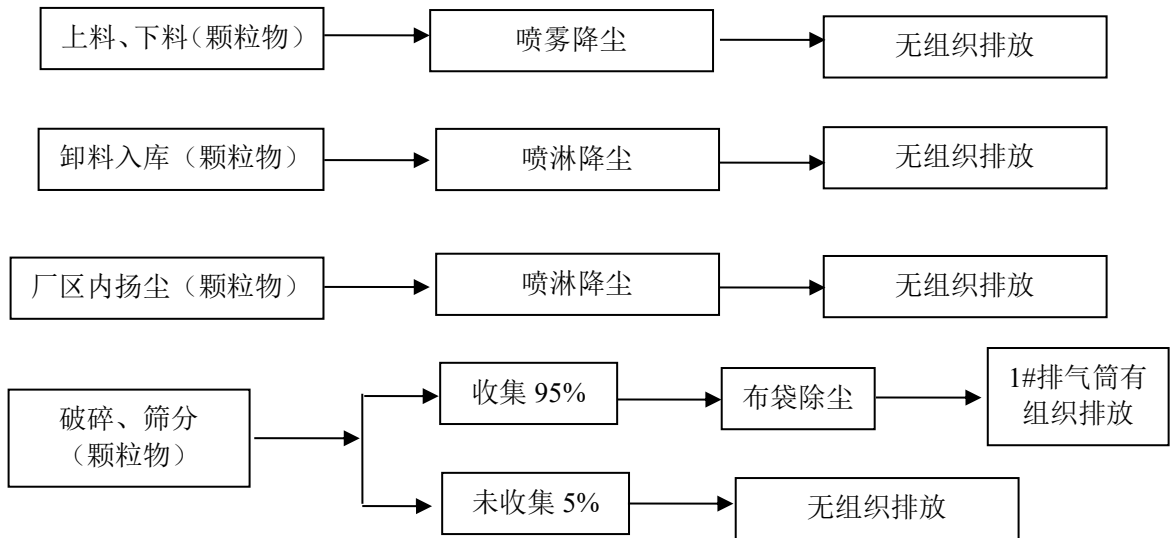 上料、下料（颗粒物）
喷雾降尘
无组织排放
卸料入库（颗粒物）
喷淋降尘
无组织排放
厂区内扬尘（颗粒物）
喷淋降尘
无组织排放
破碎、筛分
（颗粒物）
收集 95%
布袋除尘
1#排气筒有
组织排放
未收集 5%
无组织排放